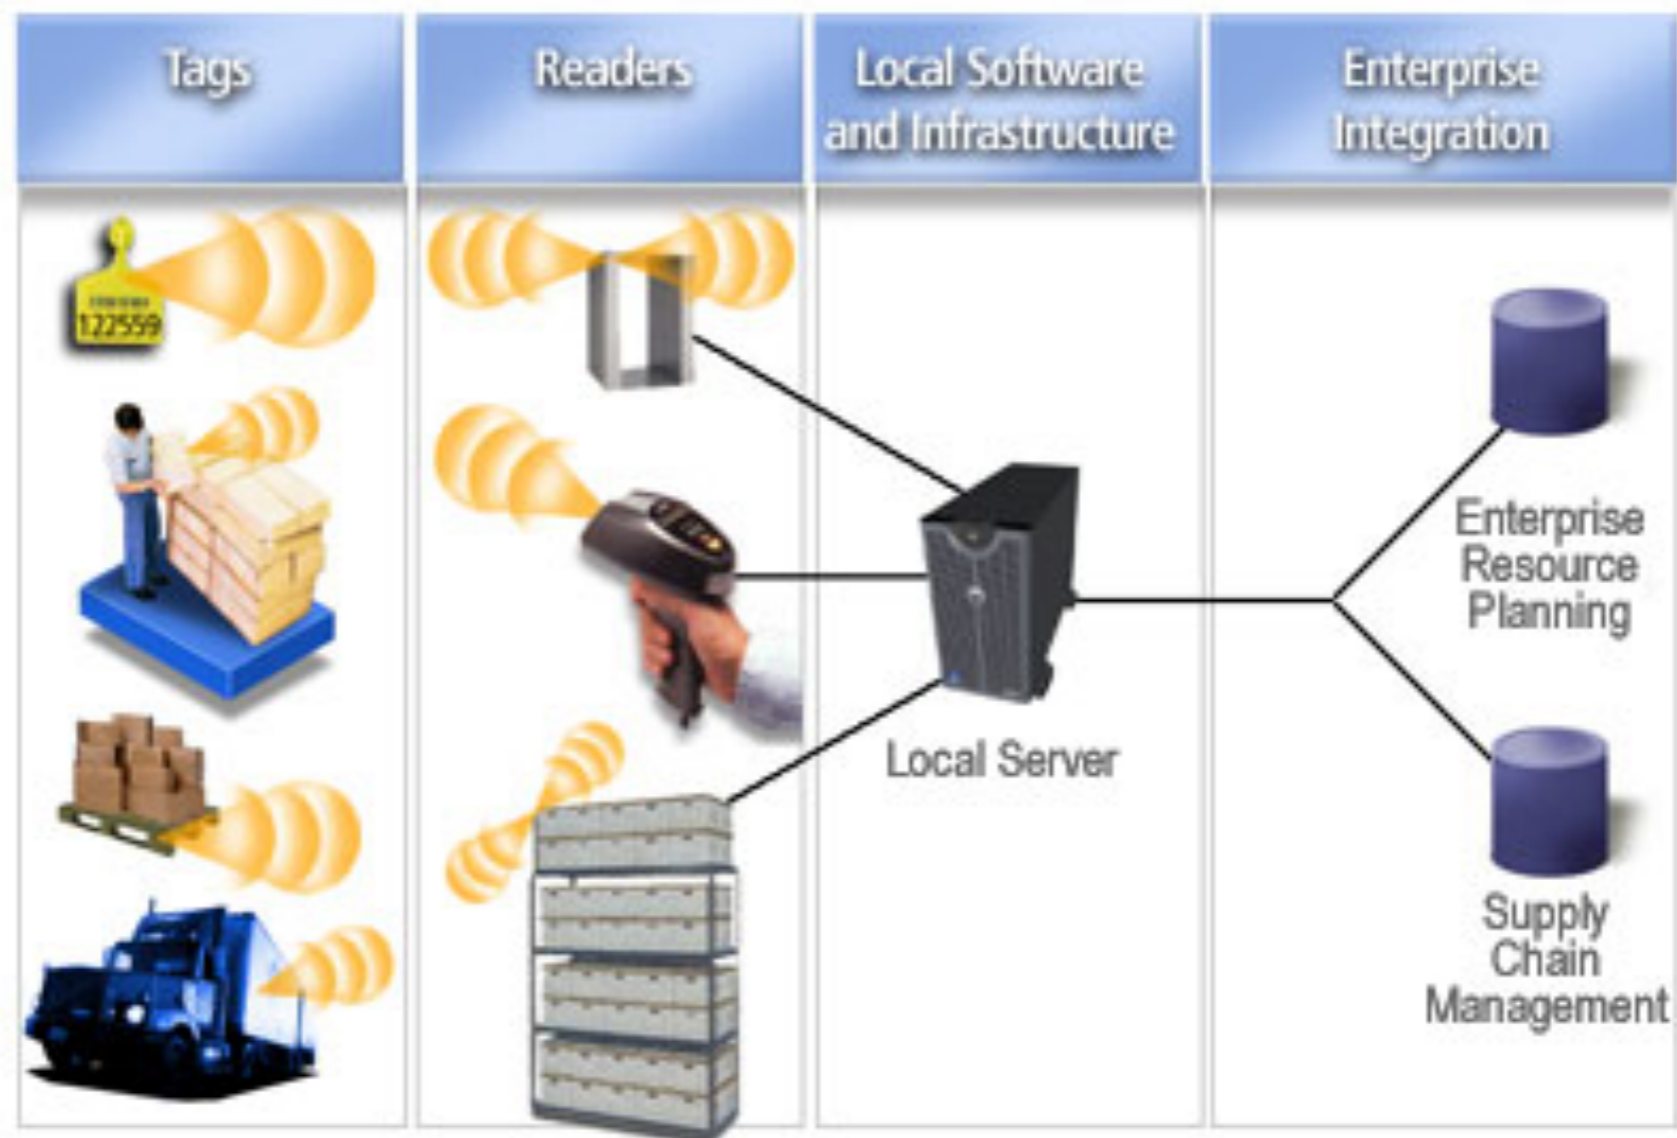 Tags
Readers
Local Software
and Infrastructure
Enterprise
Integration
122559
Local Server
Enterprise
Resource
Planning
Supply
Chain
Management